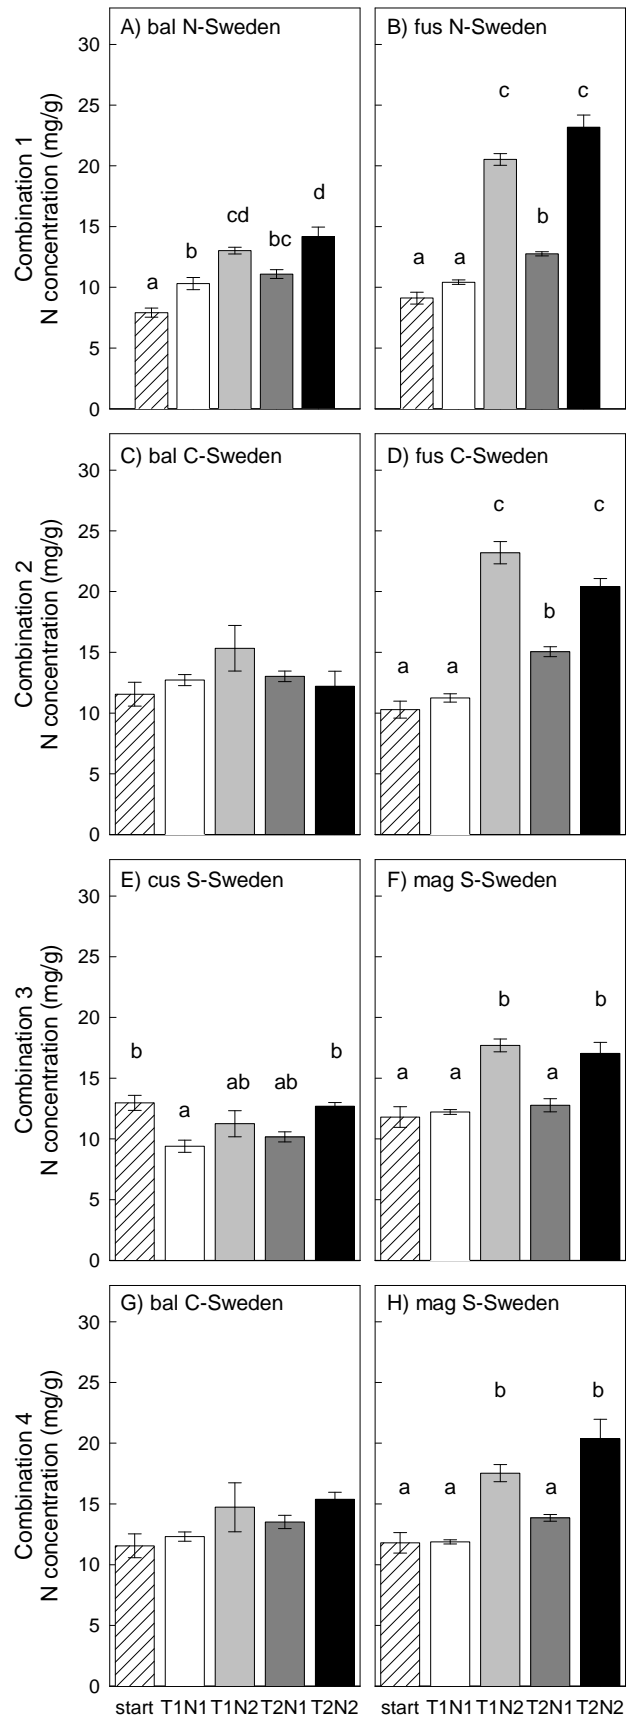 A) bal N-Sweden
B) fus N-Sweden
Combination 1
N concentration (mg/g)
30
25
20
15
10
5
0
a
b
cd
bc
d
a
a
c
b
c
C) bal C-Sweden
D) fus C-Sweden
Combination 2
N concentration (mg/g)
30
25
20
15
10
5
0
a
a
c
b
c
E) cus S-Sweden
F) mag S-Sweden
Combination 3
N concentration (mg/g)
30
25
20
15
10
5
0
b
a
ab
ab
b
a
a
b
a
b
G) bal C-Sweden
H) mag S-Sweden
Combination 4
N concentration (mg/g)
30
25
20
15
10
5
0
a
a
b
a
b
start T1N1 T1N2 T2N1 T2N2
start T1N1 T1N2 T2N1 T2N2